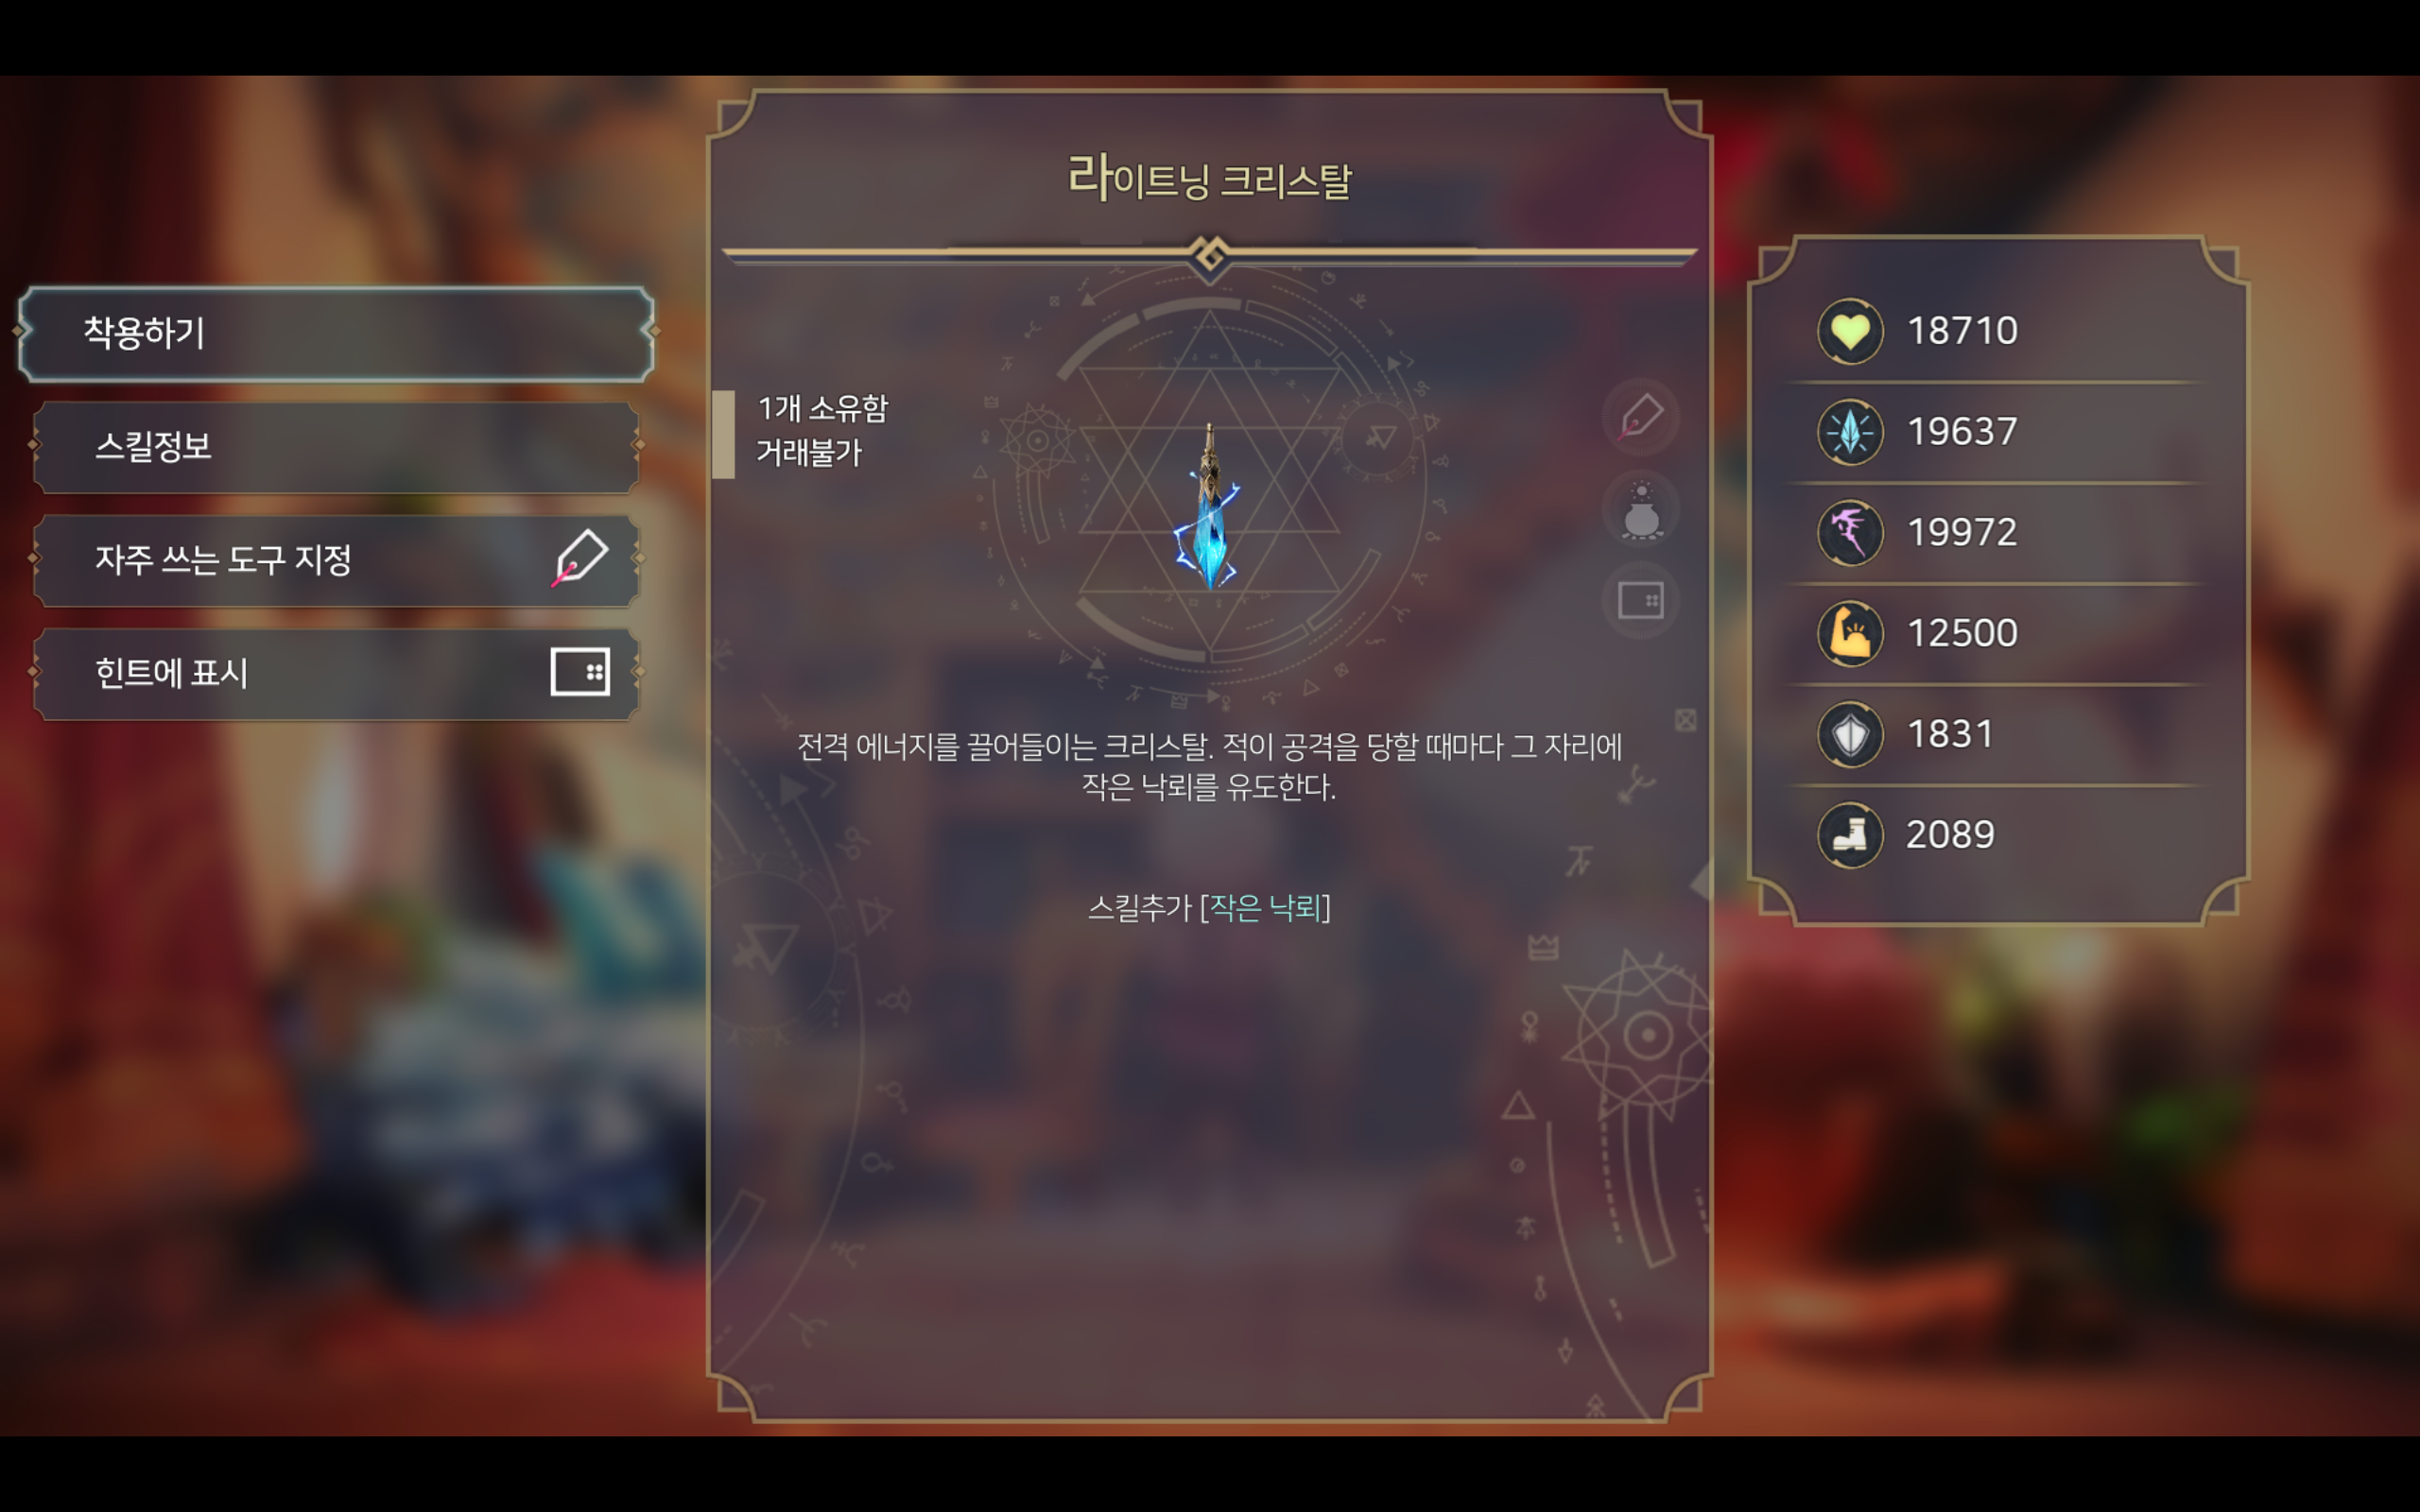 라이트닝 크리스탈
착용하기
스킬정보
자주 쓰는 도구 지정
힌트에 표시
1개 소유함
거래불가
전격 에너지를 끌어들이는 크리스탈. 적이 공격을 당할 때마다 그 자리에
작은 낙뢰를 유도한다.
스킬추가 [작은 낙뢰]
18710
19637
19972
12500
1831
2089